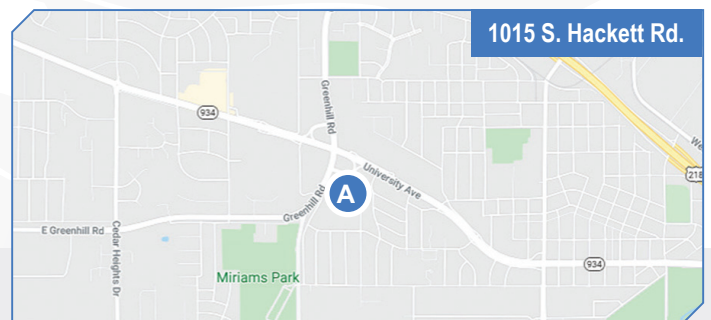 1015 S. Hackett Rd.
Greenhill Rd
934
University Ave
A
218
Greenhill Rd
E Greenhill Rd
Cedar Heights Dr
934
Miriams Park